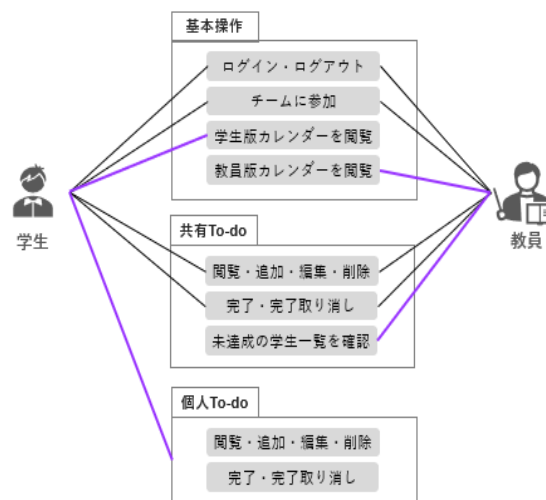 基本操作
ログイン・ログアウト
チームに参加
学生版カレンダーを閲覧
教員版カレンダーを閲覧
学生
教員
共有To-do
閲覧・追加・編集・削除
完了・完了取り消し
未達成の学生一覧を確認
個人To-do
閲覧・追加・編集・削除
完了・完了取り消し